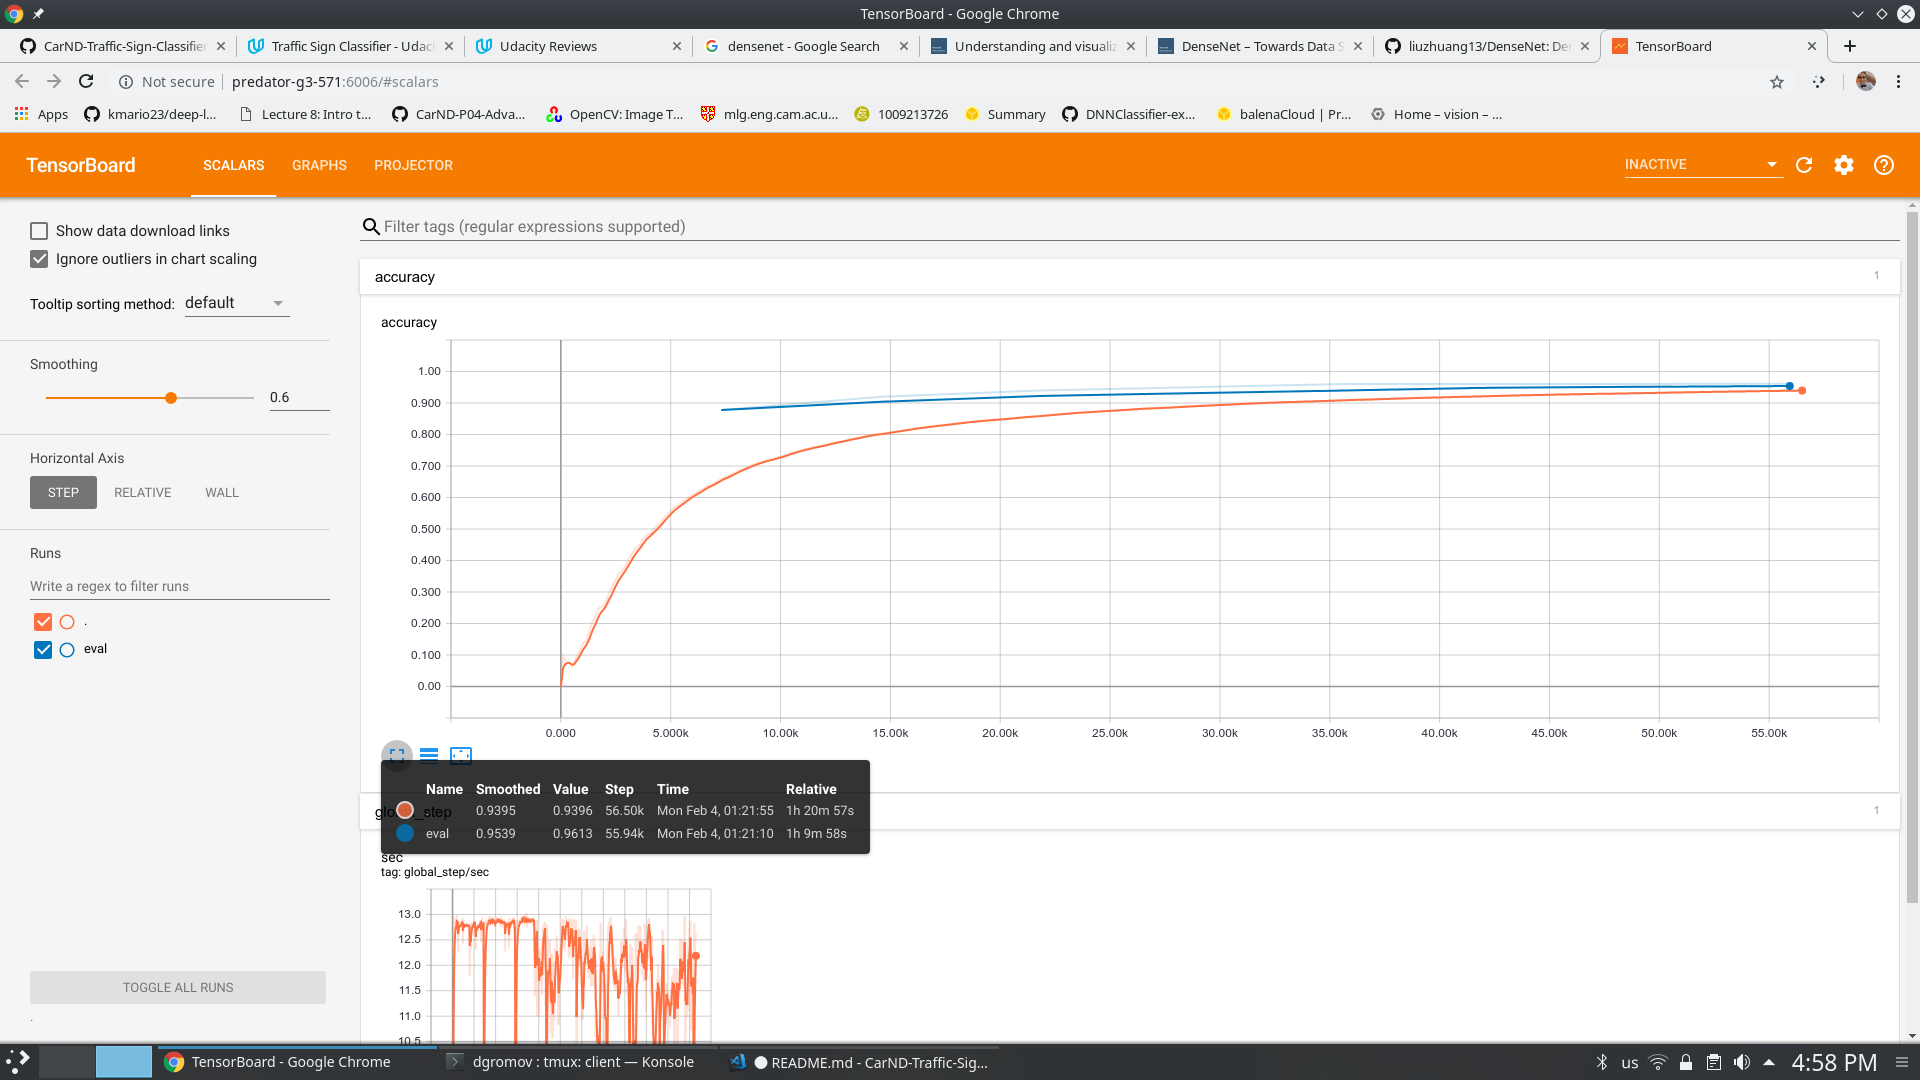 TensorBoard - Google Chrome
CarND-Traffic-Sign-Classifier
Traffic Sign Classifier - Udaci
Udacity Reviews
densenet - Google Search
Understanding and visualiz
DenseNet – Towards Data S
liuzhuang13/DenseNet: Den
TensorBoard
Not secure predator-g3-571:6006/#scalars
Apps
kmario23/deep-l...
Lecture 8: Intro t...
CarND-P04-Adva...
OpenCV: Image T...
mlg.eng.cam.ac.u...
1009213726
Summary
DNNClassifier-ex...
balenaCloud | Pr...
Home – vision – ...
TensorBoard
SCALARS
GRAPHS
PROJECTOR
INACTIVE
Show data download links
Ignore outliers in chart scaling
Tooltip sorting method: default
Smoothing
0.6
Horizontal Axis
STEP RELATIVE WALL
Runs
Write a regex to filter runs
.
eval
TOGGLE ALL RUNS
.
Filter tags (regular expressions supported)
accuracy 1
accuracy
1.00
0.900
0.800
0.700
0.600
0.500
0.400
0.300
0.200
0.100
0.00
0.000 5.000k 10.00k 15.00k 20.00k 25.00k 30.00k 35.00k 40.00k 45.00k 50.00k 55.00k
Name Smoothed Value Step Time Relative
. 0.9395 0.9396 56.50k Mon Feb 4, 01:21:55 1h 20m 57s
eval 0.9539 0.9613 55.94k Mon Feb 4, 01:21:10 1h 9m 58s
global_step 1
sec
tag: global_step/sec
13.0
12.5
12.0
11.5
11.0
10.5
TensorBoard - Google Chrome
dgromov : tmux: client — Konsole
● README.md - CarND-Traffic-Sig...
us
4:58 PM